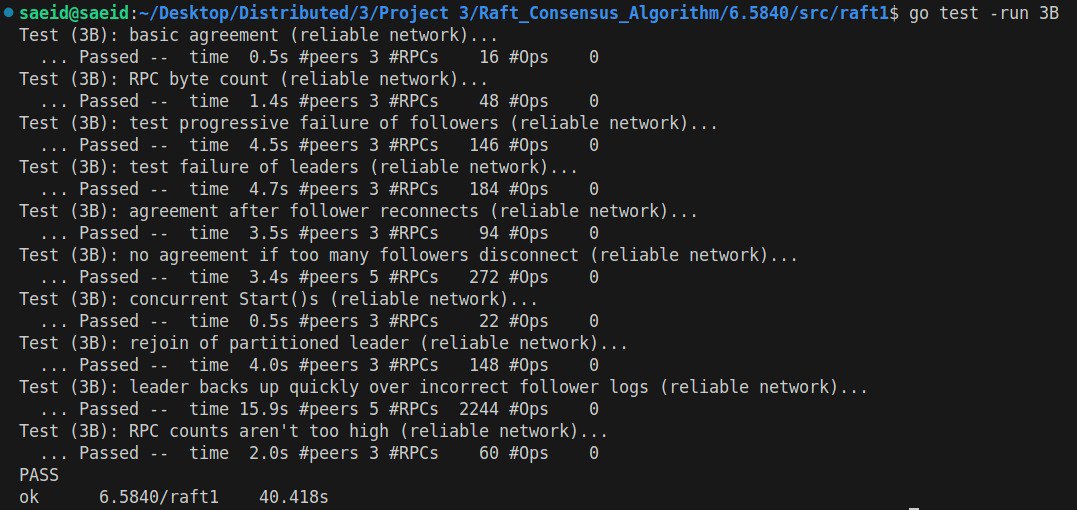 saeid@saeid:~/Desktop/Distributed/3/Project 3/Raft_Consensus_Algorithm/6.5840/src/raft1$ go test -run 3B
Test (3B): basic agreement (reliable network)...
  ... Passed --  time  0.5s #peers 3 #RPCs    16 #Ops    0
Test (3B): RPC byte count (reliable network)...
  ... Passed --  time  1.4s #peers 3 #RPCs    48 #Ops    0
Test (3B): test progressive failure of followers (reliable network)...
  ... Passed --  time  4.5s #peers 3 #RPCs   146 #Ops    0
Test (3B): test failure of leaders (reliable network)...
  ... Passed --  time  4.7s #peers 3 #RPCs   184 #Ops    0
Test (3B): agreement after follower reconnects (reliable network)...
  ... Passed --  time  3.5s #peers 3 #RPCs    94 #Ops    0
Test (3B): no agreement if too many followers disconnect (reliable network)...
  ... Passed --  time  3.4s #peers 5 #RPCs   272 #Ops    0
Test (3B): concurrent Start()s (reliable network)...
  ... Passed --  time  0.5s #peers 3 #RPCs    22 #Ops    0
Test (3B): rejoin of partitioned leader (reliable network)...
  ... Passed --  time  4.0s #peers 3 #RPCs   148 #Ops    0
Test (3B): leader backs up quickly over incorrect follower logs (reliable network)...
  ... Passed --  time 15.9s #peers 5 #RPCs  2244 #Ops    0
Test (3B): RPC counts aren't too high (reliable network)...
  ... Passed --  time  2.0s #peers 3 #RPCs    60 #Ops    0
PASS
ok      6.5840/raft1    40.418s